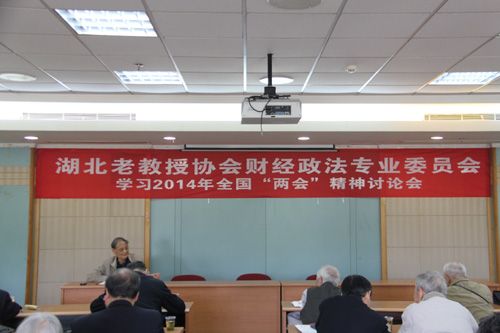 湖北老教授协会财经政法专业委员会
学习2014年全国“两会”精神讨论会